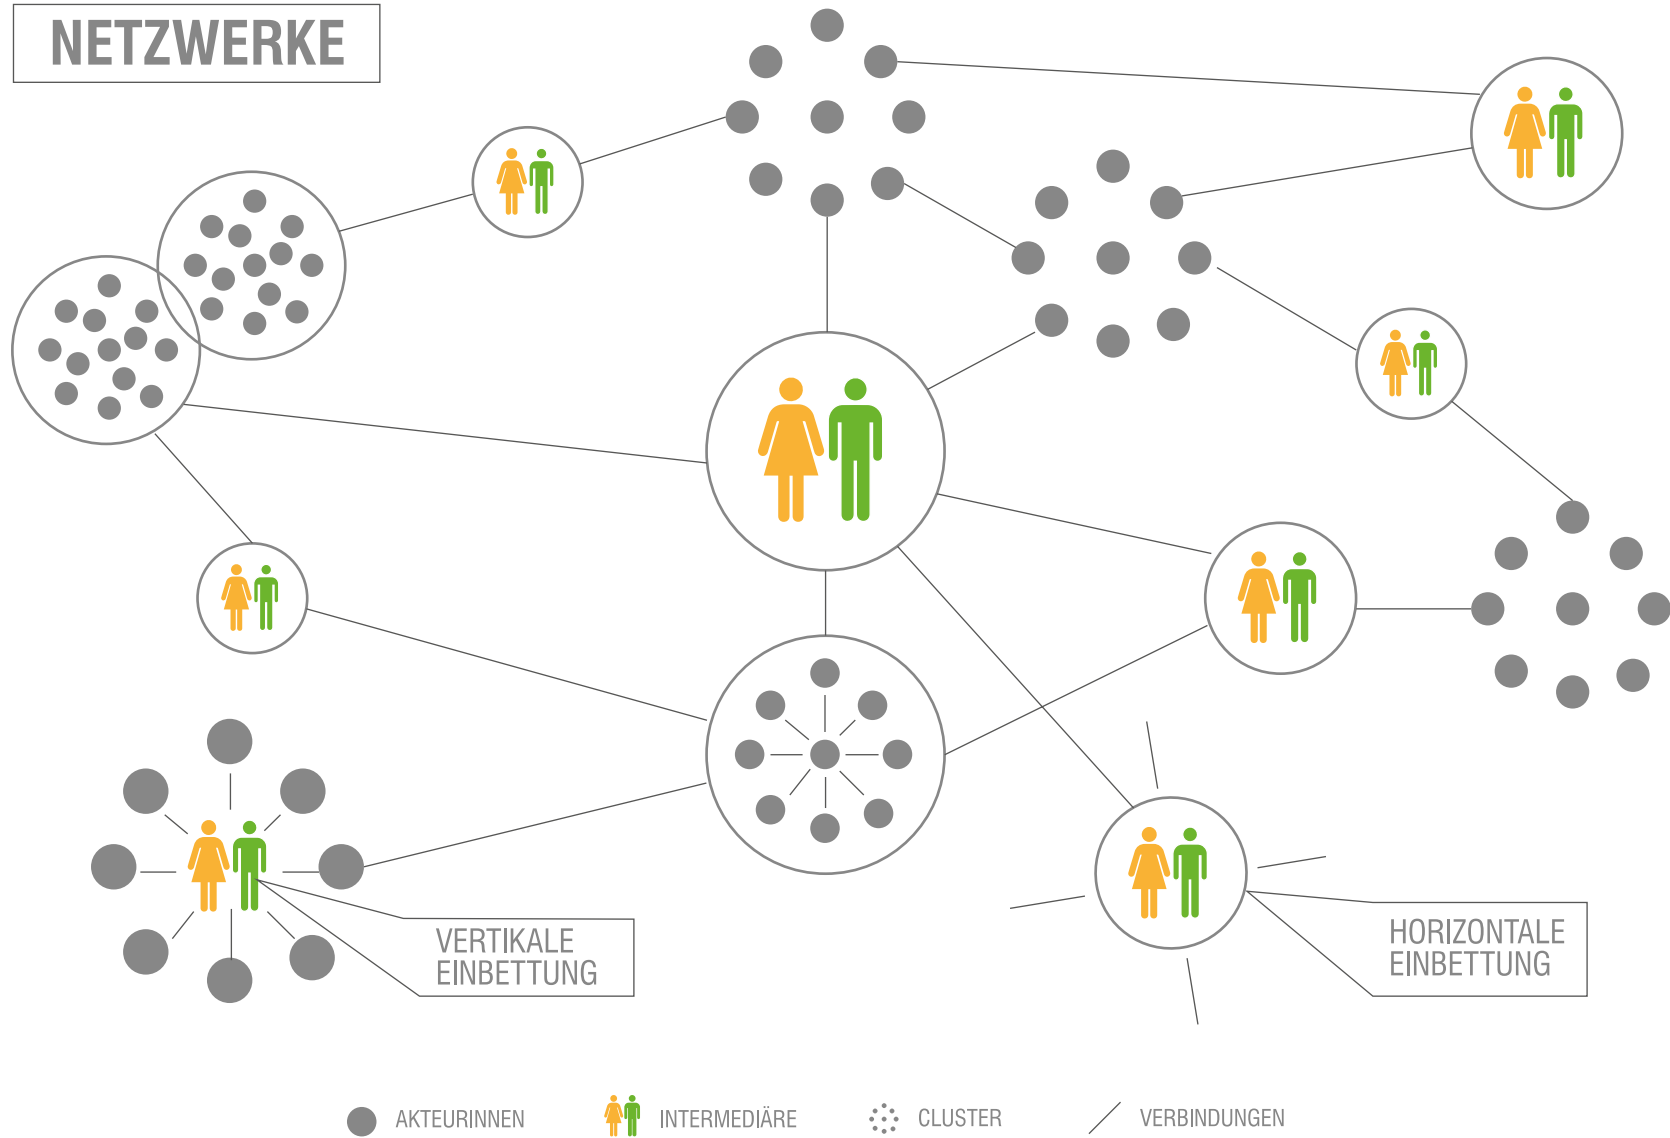 NETZWERKE
VERTIKALE
EINBETTUNG
HORIZONTALE
EINBETTUNG
AKTEURINNEN
INTERMEDIÄRE
CLUSTER
VERBINDUNGEN